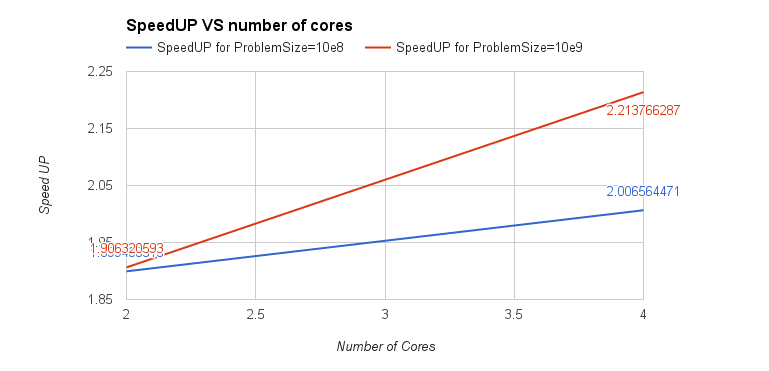 SpeedUP VS number of cores
SpeedUP for ProblemSize=10e8
SpeedUP for ProblemSize=10e9
2.25
2.213766287
2.15
2.006564471
2.05
Speed UP
1.95
1.906320593
1.85
2 2.5 3 3.5 4
Number of Cores